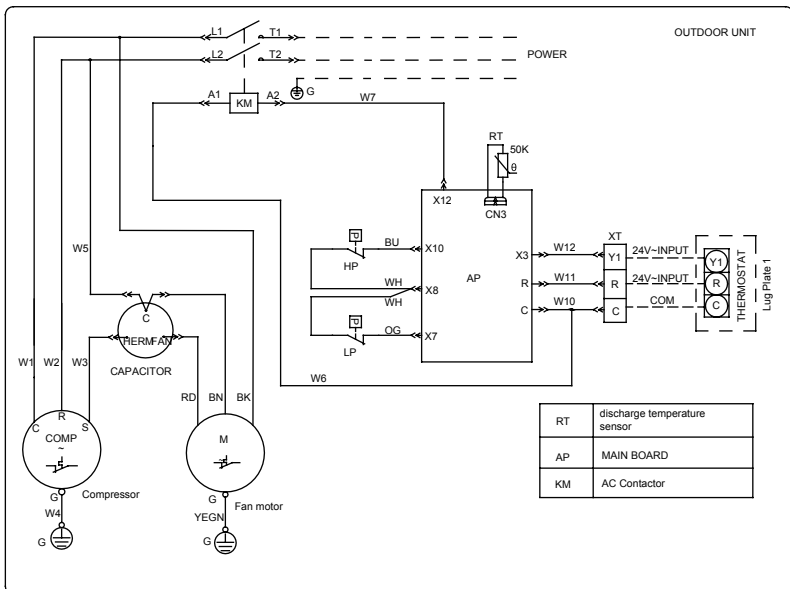 OUTDOOR UNIT
L1 T1
L2 T2
POWER
G
A1 KM A2
W7
RT
50K
θ
CN3
X12
W5
P
HP
BU X10
WH X8
WH
P
LP
OG X7
AP
X3 W12
R W11
C W10
XT
Y1 24V~INPUT Y1
R 24V~INPUT R
C COM C
THERMOSTAT
Lug Plate 1
C
HERM FAN
CAPACITOR
W6
W1 W2 W3
RD BN BK
C R S
COMP
~
G Compressor
W4
G
M
G Fan motor
YEGN
G
RT discharge temperature
sensor
AP MAIN BOARD
KM AC Contactor